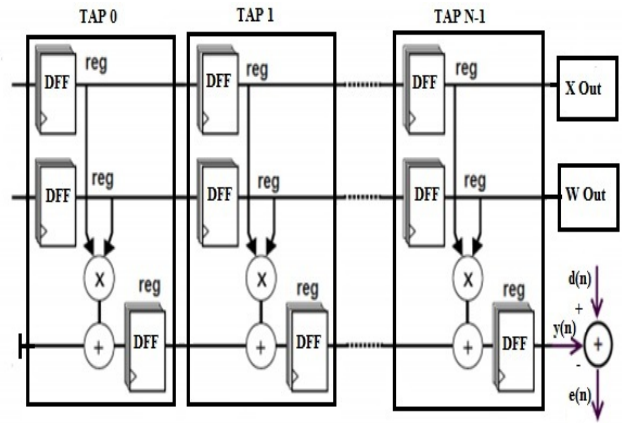 TAP 0 TAP 1 TAP N-1
reg reg reg
DFF DFF DFF X Out
reg reg reg
DFF DFF DFF W Out
X X X
d(n)
reg reg reg
+
y(n)
+ DFF + DFF + DFF +
-
e(n)